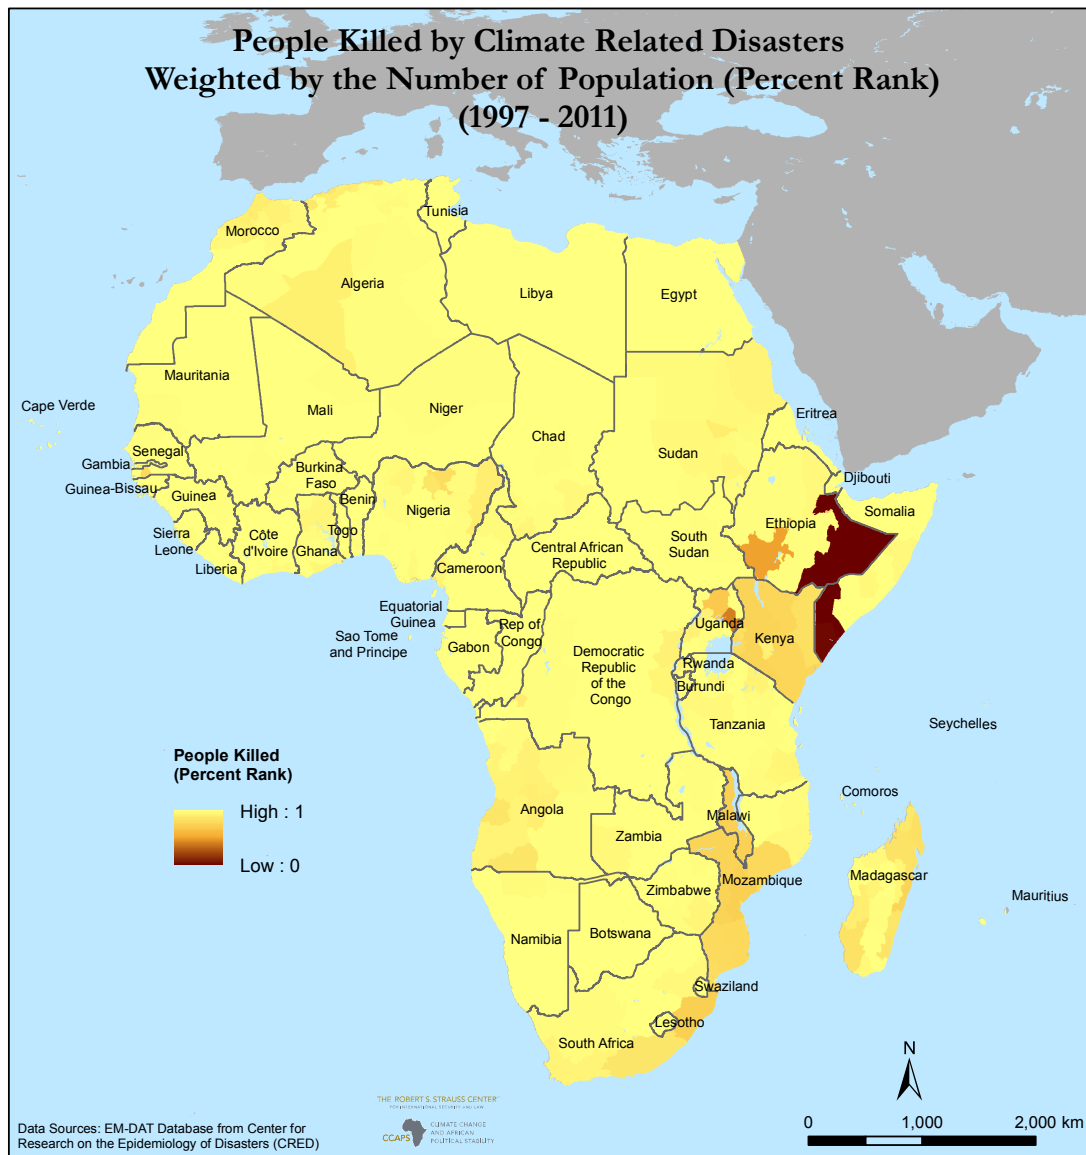 People Killed by Climate Related Disasters
Weighted by the Number of Population (Percent Rank)
(1997 - 2011)
Tunisia
Morocco
Algeria
Libya
Egypt
Mauritania
Cape Verde
Mali
Niger
Chad
Eritrea
Senegal
Sudan
Gambia
Burkina
Faso
Djibouti
Guinea-Bissau
Guinea
Benin
Nigeria
Ethiopia
Somalia
Sierra
Leone
Côte
d'Ivoire
Ghana
Togo
South
Sudan
Central African
Republic
Liberia
Cameroon
Equatorial
Guinea
Rep of
Congo
Uganda
Kenya
Sao Tome
and Principe
Gabon
Democratic
Republic
of the
Congo
Rwanda
Burundi
Tanzania
Seychelles
People Killed
(Percent Rank)
High : 1
Low : 0
Comoros
Angola
Malawi
Zambia
Mozambique
Madagascar
Zimbabwe
Mauritius
Namibia
Botswana
Swaziland
Lesotho
South Africa
N
THE ROBERT S. STRAUSS CENTER
FOR INTERNATIONAL SECURITY AND LAW
CCAPS
CLIMATE CHANGE
AND AFRICAN
POLITICAL STABILITY
Data Sources: EM-DAT Database from Center for
Research on the Epidemiology of Disasters (CRED)
0 1,000 2,000 km